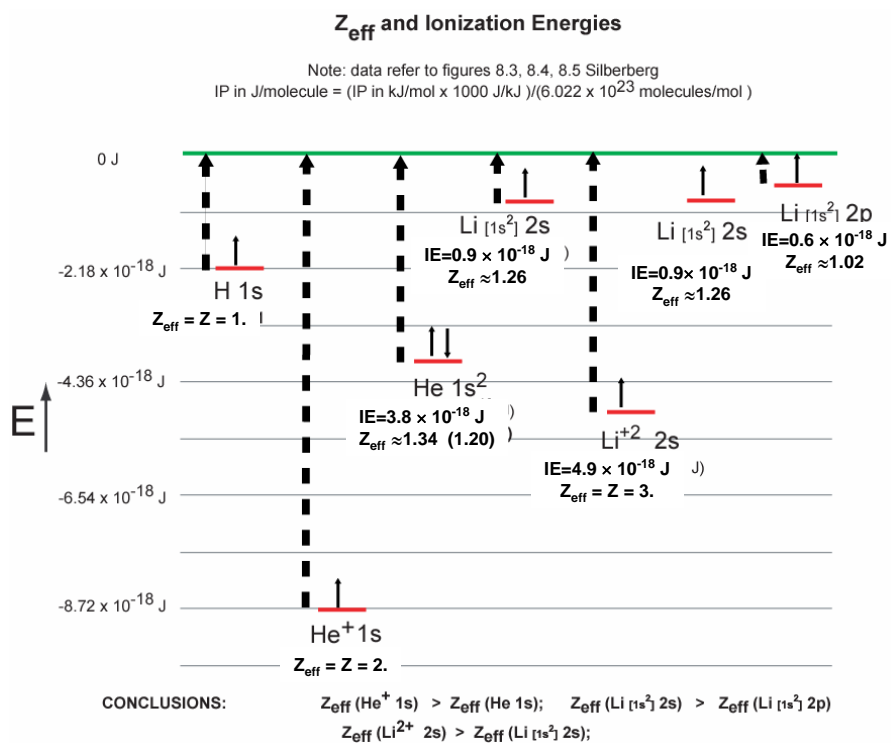 Zeff and Ionization Energies
Note: data refer to figures 8.3, 8.4, 8.5 Silberberg
IP in J/molecule = (IP in kJ/mol x 1000 J/kJ )/(6.022 x 10²³ molecules/mol )
0 J
Li [1s²] 2s
IE=0.9 × 10⁻¹⁸ J )
Zeff ≈1.26
Li [1s²] 2s
IE=0.9× 10⁻¹⁸ J
Zeff ≈1.26
Li [1s²] 2p
IE=0.6 × 10⁻¹⁸ J
Zeff ≈1.02
-2.18 x 10⁻¹⁸ J
H 1s
Zeff = Z = 1.
He 1s²
IE=3.8 × 10⁻¹⁸ J )
Zeff ≈1.34 (1.20) )
-4.36 x 10⁻¹⁸ J
E
Li⁺² 2s
IE=4.9 × 10⁻¹⁸ J J)
Zeff = Z = 3.
-6.54 x 10⁻¹⁸ J
-8.72 x 10⁻¹⁸ J
He⁺ 1s
Zeff = Z = 2.
CONCLUSIONS: Zeff (He⁺ 1s) > Zeff (He 1s); Zeff (Li [1s²] 2s) > Zeff (Li [1s²] 2p)
Zeff (Li²⁺ 2s) > Zeff (Li [1s²] 2s);